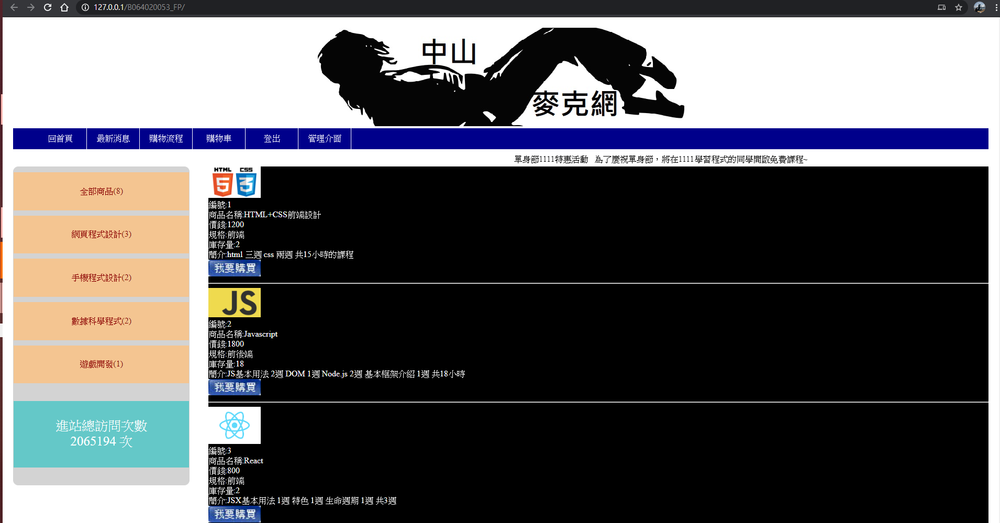 127.0.0.1/B064020053_FP/
中山
麥克網
回首頁 最新消息 購物流程 購物車 登出 管理介面
單身節1111特惠活動 為了慶祝單身節，將在1111學習程式的同學開啟免費課程~
全部商品(8)
網頁程式設計(3)
手機程式設計(2)
數據科學程式(2)
遊戲開發(1)
進站總訪問次數
2065194 次
HTML CSS
5 3
編號:1
商品名稱:HTML+CSS前端設計
價錢:1200
規格:前端
庫存量:2
簡介:html 三週 css 兩週 共15小時的課程
我要購買
JS
編號:2
商品名稱:Javascript
價錢:1800
規格:前後端
庫存量:18
簡介:JS基本用法 2週 DOM 1週 Node.js 2週 基本框架介紹 1週 共18小時
我要購買
編號:3
商品名稱:React
價錢:800
規格:前端
庫存量:2
簡介:JSX基本用法 1週 特色 1週 生命週期 1週 共3週
我要購買